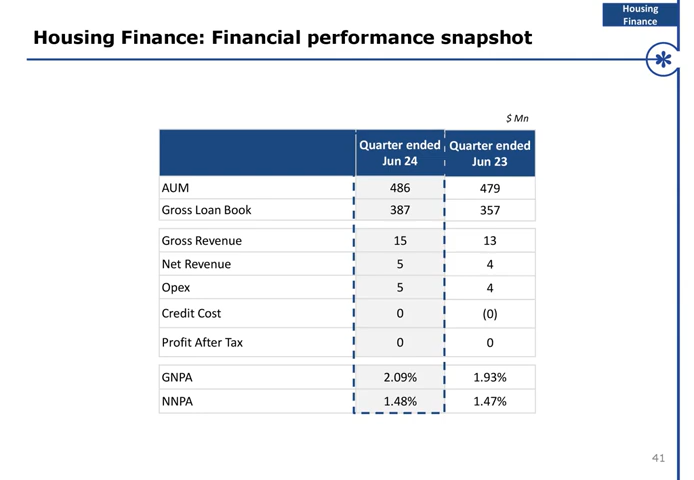 Housing
Finance
Housing Finance: Financial performance snapshot
$ Mn
Quarter ended Quarter ended
Jun 24 Jun 23
AUM 486 479
Gross Loan Book 387 357
Gross Revenue 15 13
Net Revenue 5 4
Opex 5 4
Credit Cost 0 (0)
Profit After Tax 0 0
GNPA 2.09% 1.93%
NNPA 1.48% 1.47%
41